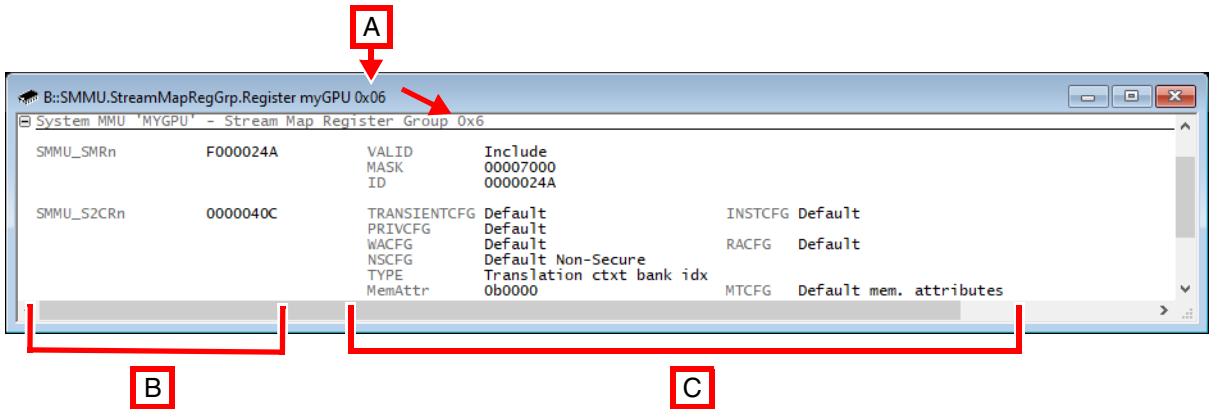 A
B::SMMU.StreamMapRegGrp.Register myGPU 0x06
System MMU 'MYGPU' - Stream Map Register Group 0x6
SMMU_SMRn F000024A VALID Include
MASK 00007000
ID 0000024A
SMMU_S2CRn 0000040C TRANSIENTCFG Default INSTCFG Default
PRIVCFG Default
WACFG Default RACFG Default
NSCFG Default Non-Secure
TYPE Translation ctxt bank idx
MemAttr 0b0000 MTCFG Default mem. attributes
B C